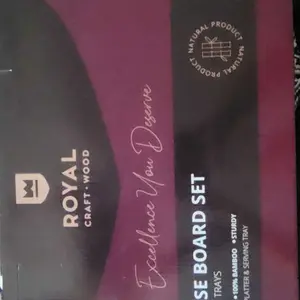 ROYAL
CRAFT • WOOD
Excellence You Deserve
NATURAL PRODUCT NATURAL PRODUCT
SE BOARD SET
TRAYS
•100% BAMBOO •STURDY
PLATTER & SERVING TRAY